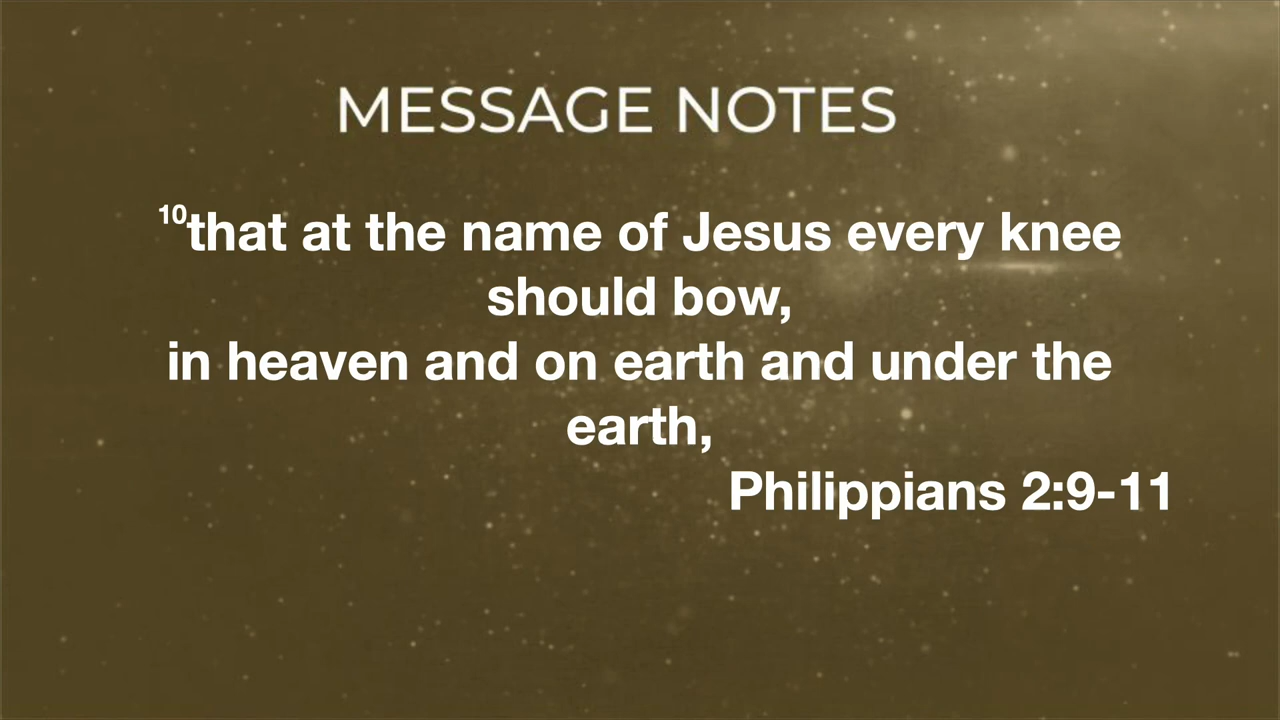 MESSAGE NOTES
10that at the name of Jesus every knee
should bow,
in heaven and on earth and under the
earth,
Philippians 2:9-11